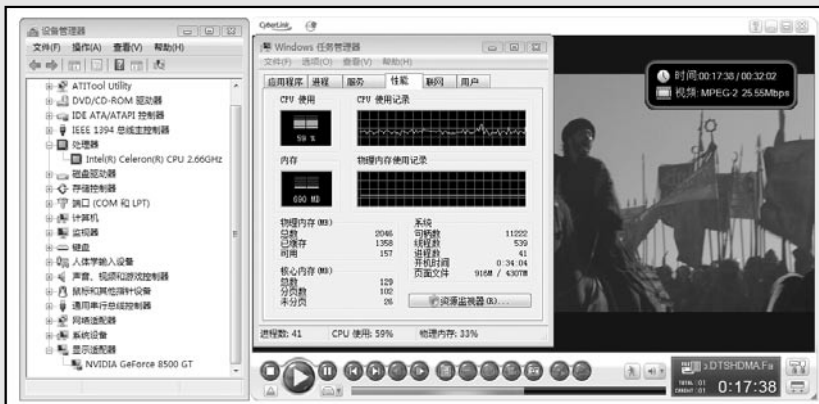 设备管理器
文件(F) 操作(A) 查看(V) 帮助(H)
ATITool Utility
DVD/CD-ROM 驱动器
IDE ATA/ATAPI 控制器
IEEE 1394 总线主控制器
处理器
Intel(R) Celeron(R) CPU 2.66GHz
磁盘驱动器
存储控制器
端口 (COM 和 LPT)
计算机
监视器
键盘
人体学输入设备
声音、视频和游戏控制器
鼠标和其他指针设备
通用串行总线控制器
网络适配器
系统设备
显示适配器
NVIDIA GeForce 8500 GT
CyberLink
Windows 任务管理器
文件(F) 选项(O) 查看(V) 帮助(H)
应用程序 进程 服务 性能 联网 用户
CPU 使用 CPU 使用记录
59 %
内存 物理内存使用记录
690 MB
物理内存(MB)
总数 2046
已缓存 1358
可用 157
核心内存(MB)
总数 129
分页数 102
未分页 26
系统
句柄数 11222
线程数 539
进程数 41
开机时间 0:34:04
页面文件 916M / 4307M
资源监视器(R)...
进程数: 41 CPU 使用: 59% 物理内存: 33%
时间:00:17:38/00:32:02
视频: MPEG-2 25.55Mbps
DTSHDMA.Fa
0:17:38